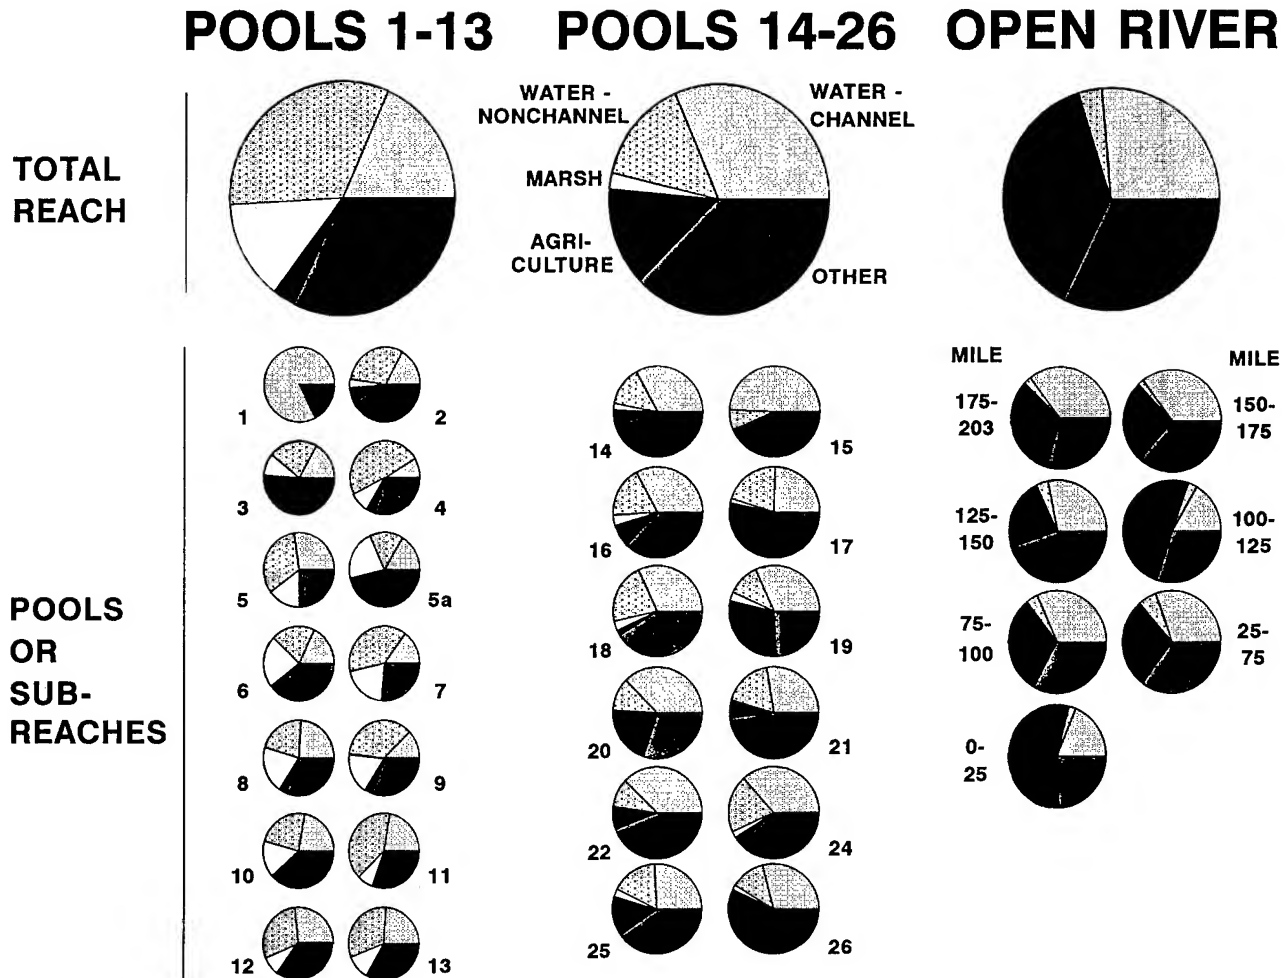 POOLS 1-13 POOLS 14-26 OPEN RIVER
TOTAL
REACH
WATER -
NONCHANNEL
WATER -
CHANNEL
MARSH
AGRI-
CULTURE
OTHER
POOLS
OR
SUB-
REACHES
1 2
3 4
5 5a
6 7
8 9
10 11
12 13
14 15
16 17
18 19
20 21
22 24
25 26
MILE MILE
175-
203
150-
175
125-
150
100-
125
75-
100
25-
75
0-
25